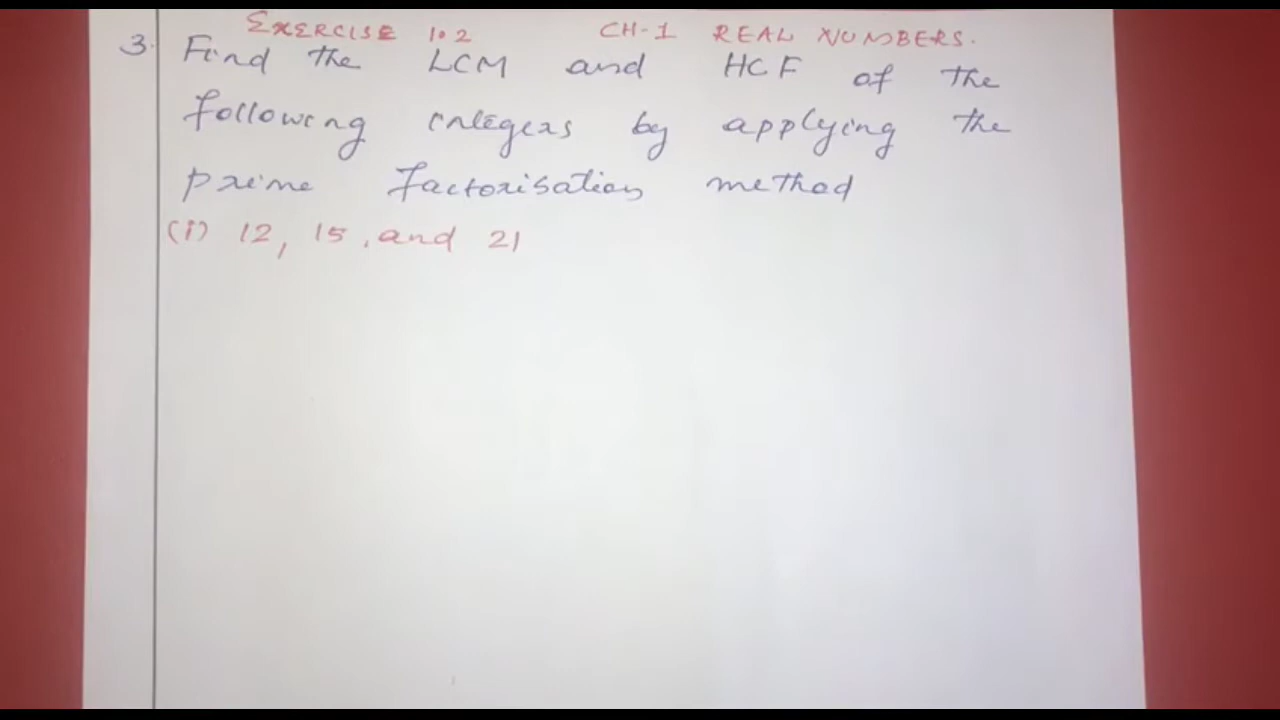 EXERCISE 1.2 CH-1 REAL NUMBERS.
3. Find the LCM and HCF of the
following integers by applying the
prime factorisation method
(i) 12, 15, and 21